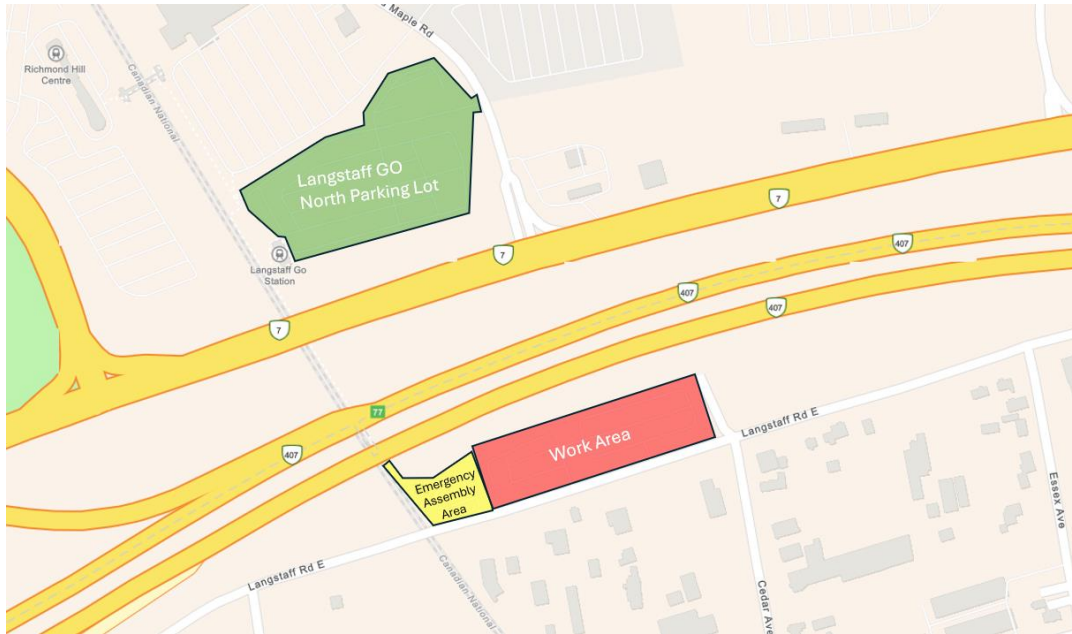 d Maple Rd
Richmond Hill
Centre
Canadian National
Langstaff GO
North Parking Lot
7
7
407
Langstaff Go
Station
407
407
7
77
Langstaff Rd E
Work Area
407
Emergency
Assembly
Area
Essex Ave
Langstaff Rd E
Canadian National
Cedar Ave